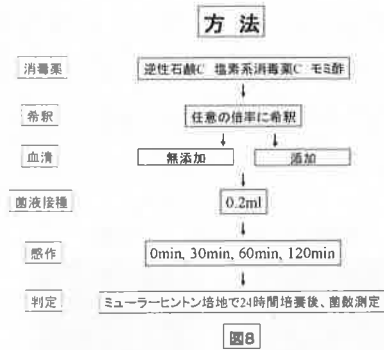 方法
消毒薬 逆性石鹸C 塩素系消毒薬C モミ酢
希釈 任意の倍率に希釈
血清 無添加 添加
菌液接種 0.2ml
感作 0min、30min、60min、120min
判定 ミューラーヒントン培地で24時間培養後、菌数測定
図8